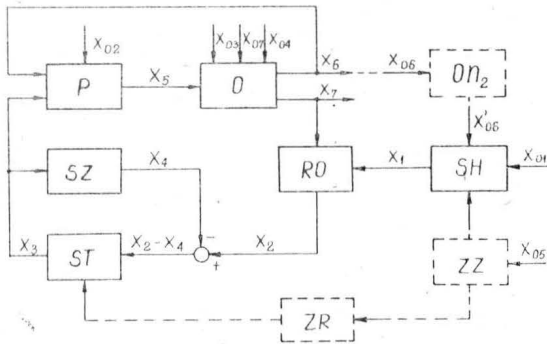 X02
X03 X07 X04
P
X5
O
X6
X06
On2
X7
X'06
SZ
X4
RO
X1
SH
X01
X3
ST
X2-X4
-
+
X2
ZZ
X05
ZR